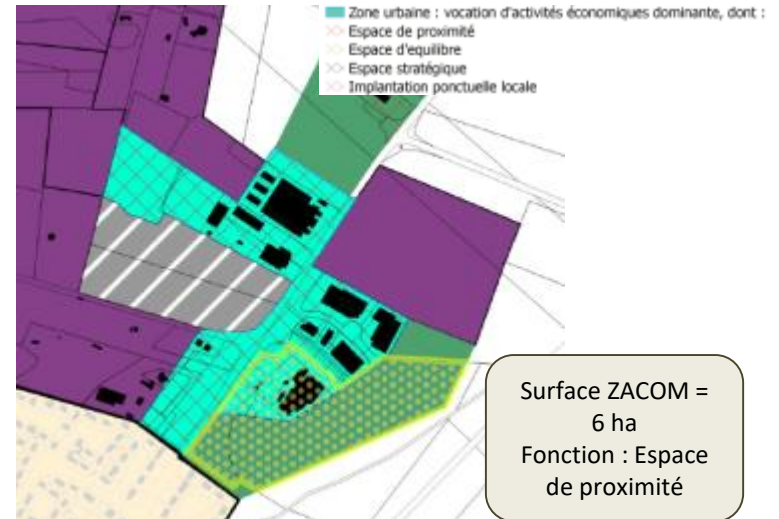 Zone urbaine : vocation d'activités économiques dominante, dont :
Espace de proximité
Espace d'equilibre
Espace stratégique
Implantation ponctuelle locale
Surface ZACOM =
6 ha
Fonction : Espace
de proximité